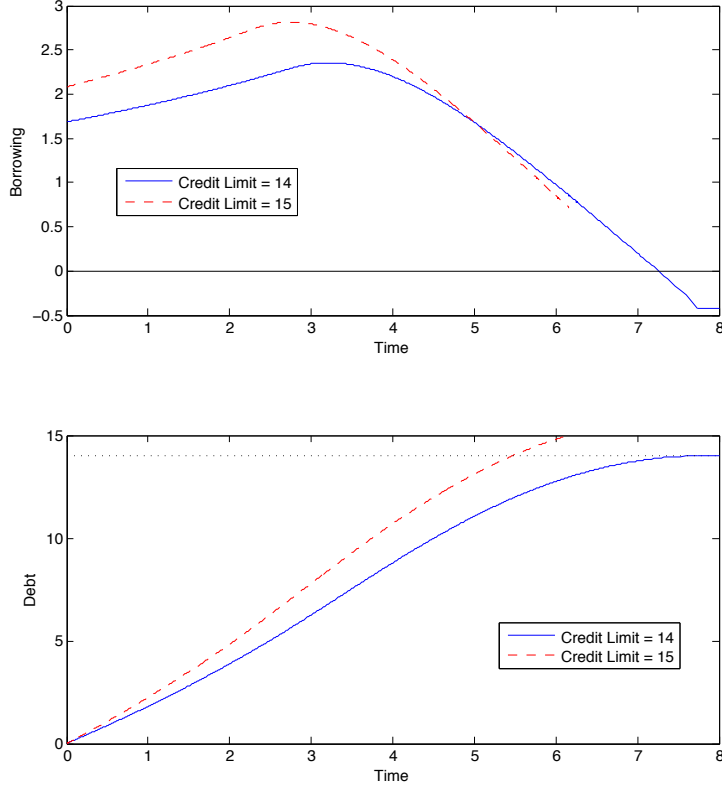 3
2.5
2
1.5
1
0.5
0
−0.5
Borrowing
Credit Limit = 14
Credit Limit = 15
0 1 2 3 4 5 6 7 8
Time
15
10
5
0
Debt
Credit Limit = 14
Credit Limit = 15
0 1 2 3 4 5 6 7 8
Time